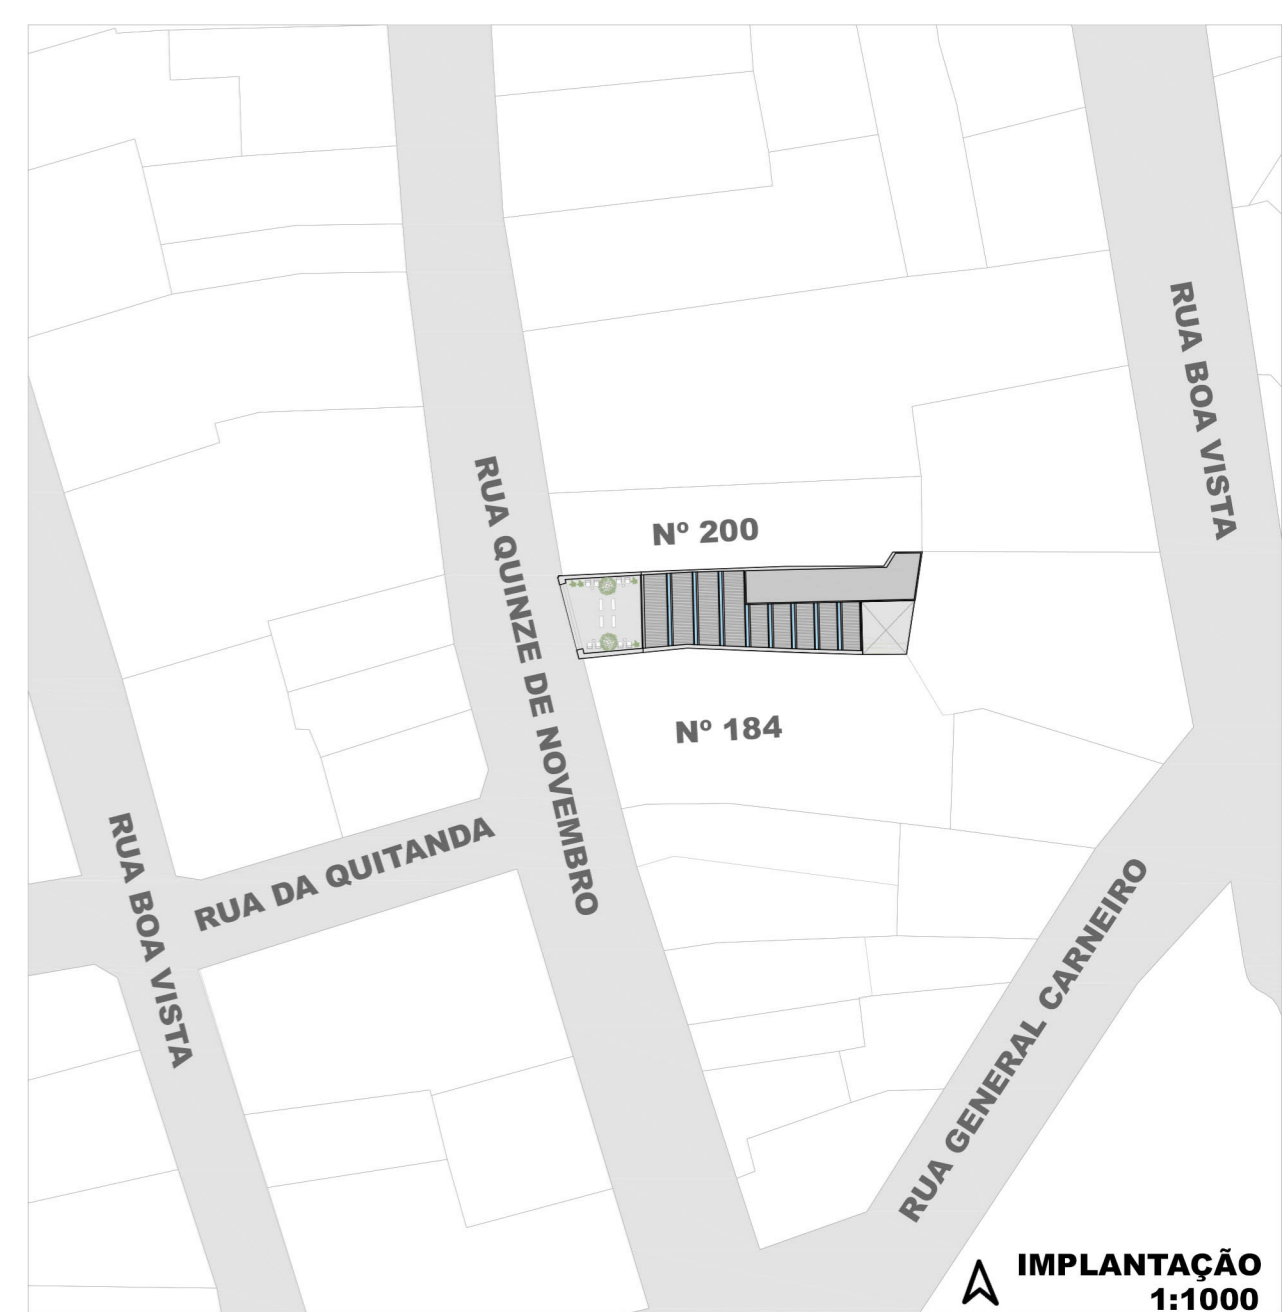 RUA BOA VISTA
RUA QUINZE DE NOVEMBRO
Nº 200
Nº 184
RUA BOA VISTA
RUA DA QUITANDA
RUA GENERAL CARNEIRO
IMPLANTAÇÃO
1:1000